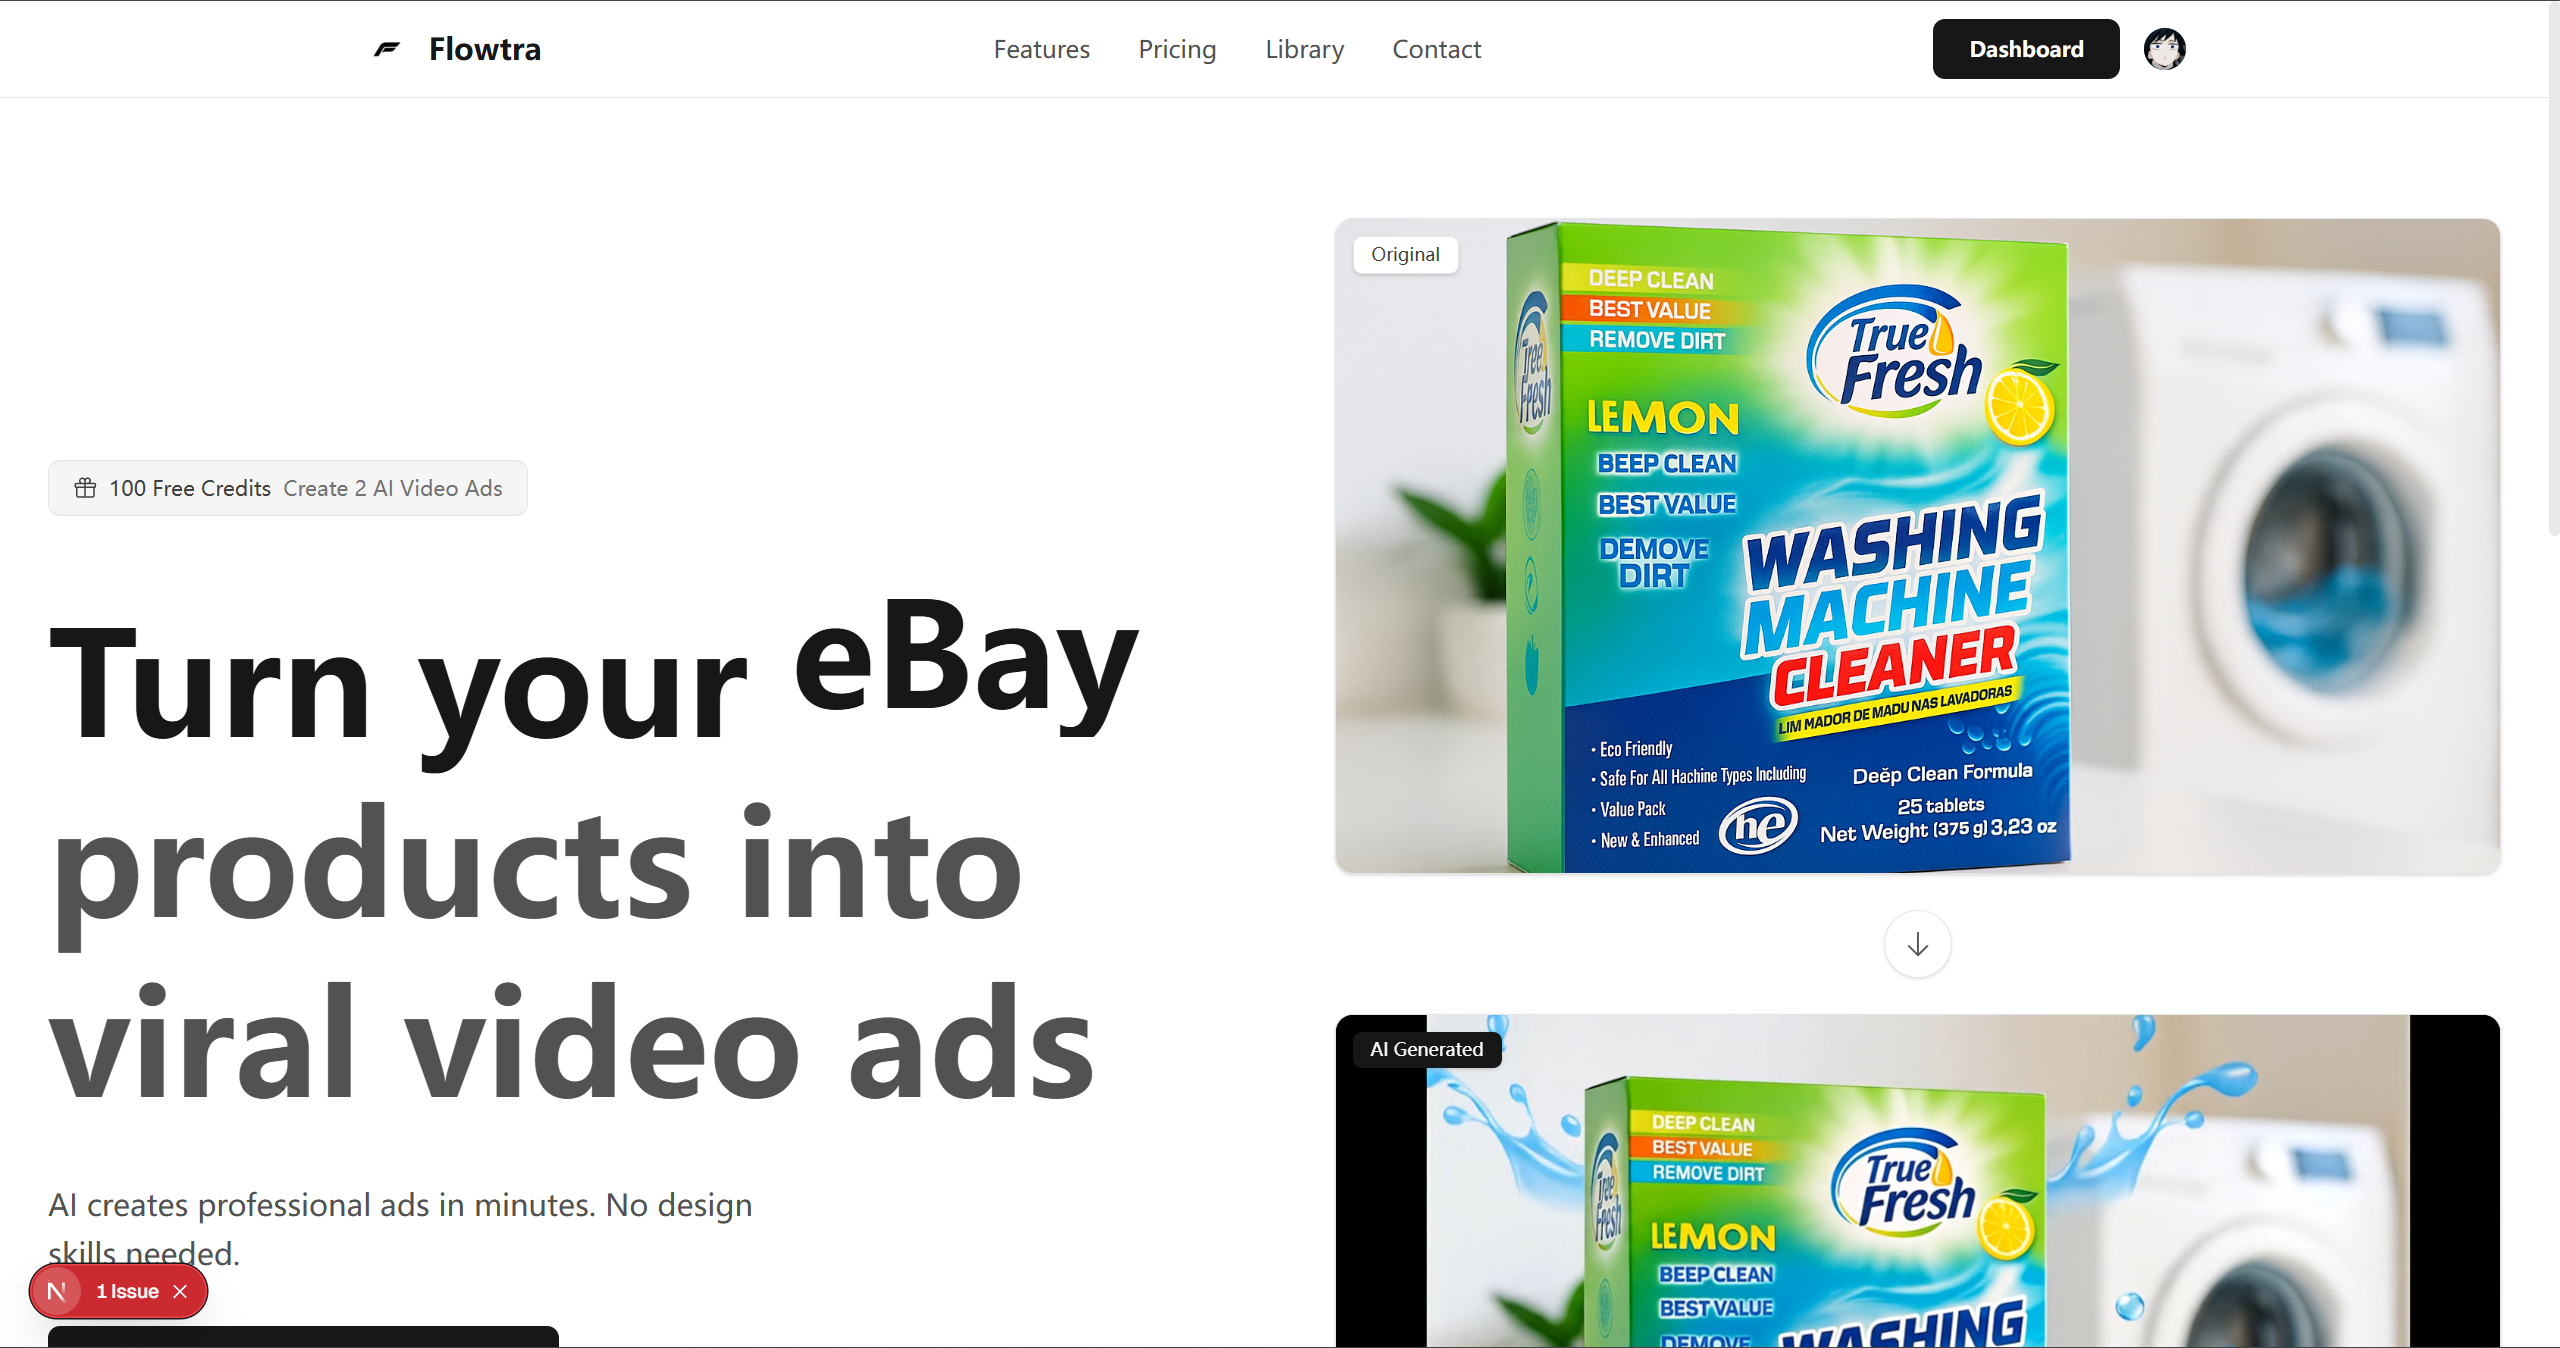 Flowtra
Features
Pricing
Library
Contact
Dashboard
100 Free Credits Create 2 AI Video Ads
Turn your eBay
products into
viral video ads
AI creates professional ads in minutes. No design
skills needed.
N 1 Issue
Original
DEEP CLEAN
BEST VALUE
REMOVE DIRT
True
Fresh
Tree
Fresh
LEMON
BEEP CLEAN
BEST VALUE
DEMOVE
DIRT
WASHING
MACHINE
CLEANER
LIM MADOR DE MADU NAS LAVADORAS
• Eco Friendly
• Safe For All Hachine Types Including
• Value Pack
• New & Enhanced
he
Deĕp Clean Formula
25 tablets
Net Weight (375 g) 3,23 oz
AI Generated
DEEP CLEAN
BEST VALUE
REMOVE DIRT
True
Fresh
Tree
Fresh
LEMON
BEEP CLEAN
BEST VALUE
DEMOVE
WASHING